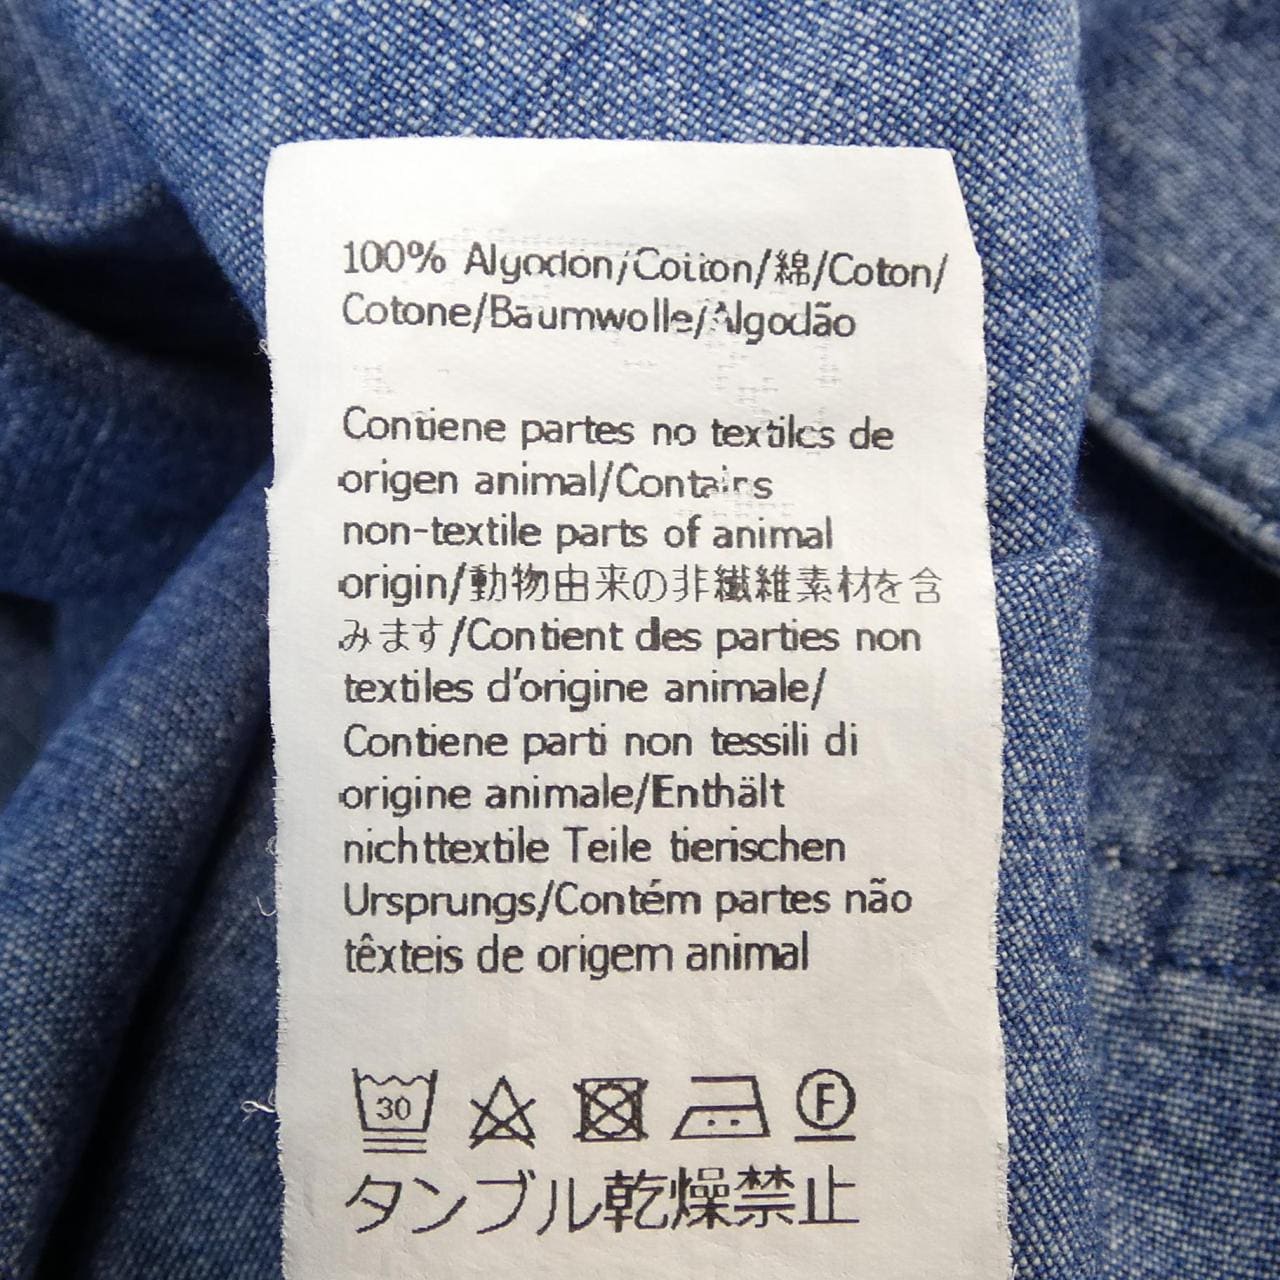 100% Algodón/Cotton/綿/Coton/
Cotone/Baumwolle/Algodão
Contiene partes no textiles de
origen animal/Contains
non-textile parts of animal
origin/動物由来の非繊維素材を含
みます/Contient des parties non
textiles d’origine animale/
Contiene parti non tessili di
origine animale/Enthält
nichttextile Teile tierischen
Ursprungs/Contém partes não
têxteis de origem animal
30 F
タンブル乾燥禁止